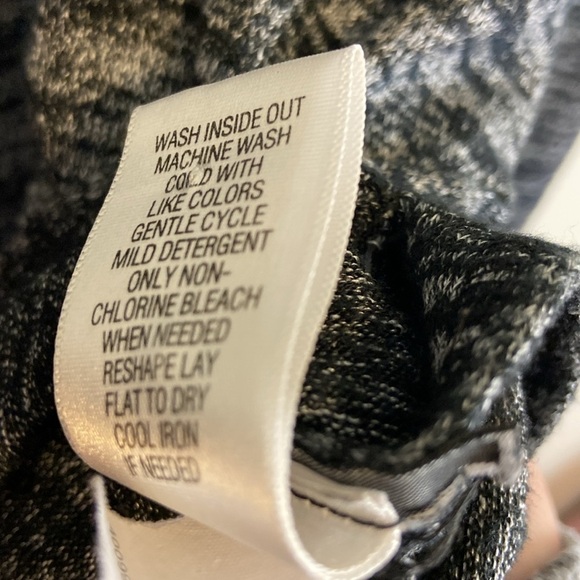 WASH INSIDE OUT
MACHINE WASH
COLD WITH
LIKE COLORS
GENTLE CYCLE
MILD DETERGENT
ONLY NON-
CHLORINE BLEACH
WHEN NEEDED
RESHAPE LAY
FLAT TO DRY
COOL IRON
IF NEEDED